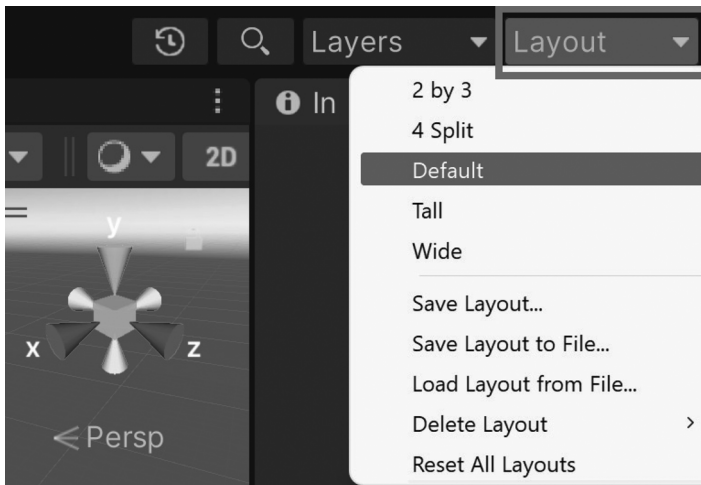 Layers
Layout
In
2D
y
x
z
Persp
2 by 3
4 Split
Default
Tall
Wide
Save Layout...
Save Layout to File...
Load Layout from File...
Delete Layout
Reset All Layouts